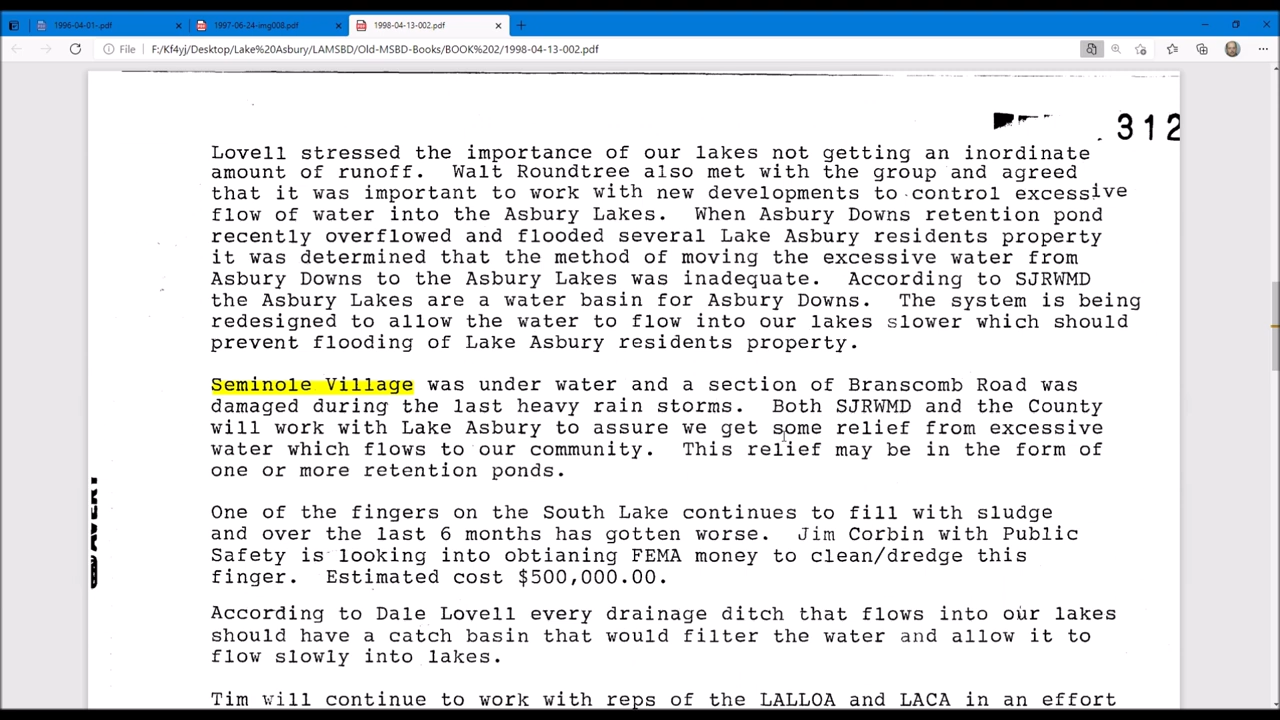 1996-04-01-.pdf
1997-06-24-img008.pdf
1998-04-13-002.pdf
File F:/Kf4yj/Desktop/Lake%20Asbury/LAMSBD/Old-MSBD-Books/BOOK%202/1998-04-13-002.pdf
312
Lovell stressed the importance of our lakes not getting an inordinate
amount of runoff. Walt Roundtree also met with the group and agreed
that it was important to work with new developments to control excessive
flow of water into the Asbury Lakes. When Asbury Downs retention pond
recently overflowed and flooded several Lake Asbury residents property
it was determined that the method of moving the excessive water from
Asbury Downs to the Asbury Lakes was inadequate. According to SJRWMD
the Asbury Lakes are a water basin for Asbury Downs. The system is being
redesigned to allow the water to flow into our lakes slower which should
prevent flooding of Lake Asbury residents property.
Seminole Village was under water and a section of Branscomb Road was
damaged during the last heavy rain storms. Both SJRWMD and the County
will work with Lake Asbury to assure we get some relief from excessive
water which flows to our community. This relief may be in the form of
one or more retention ponds.
One of the fingers on the South Lake continues to fill with sludge
and over the last 6 months has gotten worse. Jim Corbin with Public
Safety is looking into obtianing FEMA money to clean/dredge this
finger. Estimated cost $500,000.00.
According to Dale Lovell every drainage ditch that flows into our lakes
should have a catch basin that would filter the water and allow it to
flow slowly into lakes.
Tim will continue to work with reps of the LALLOA and LACA in an effort